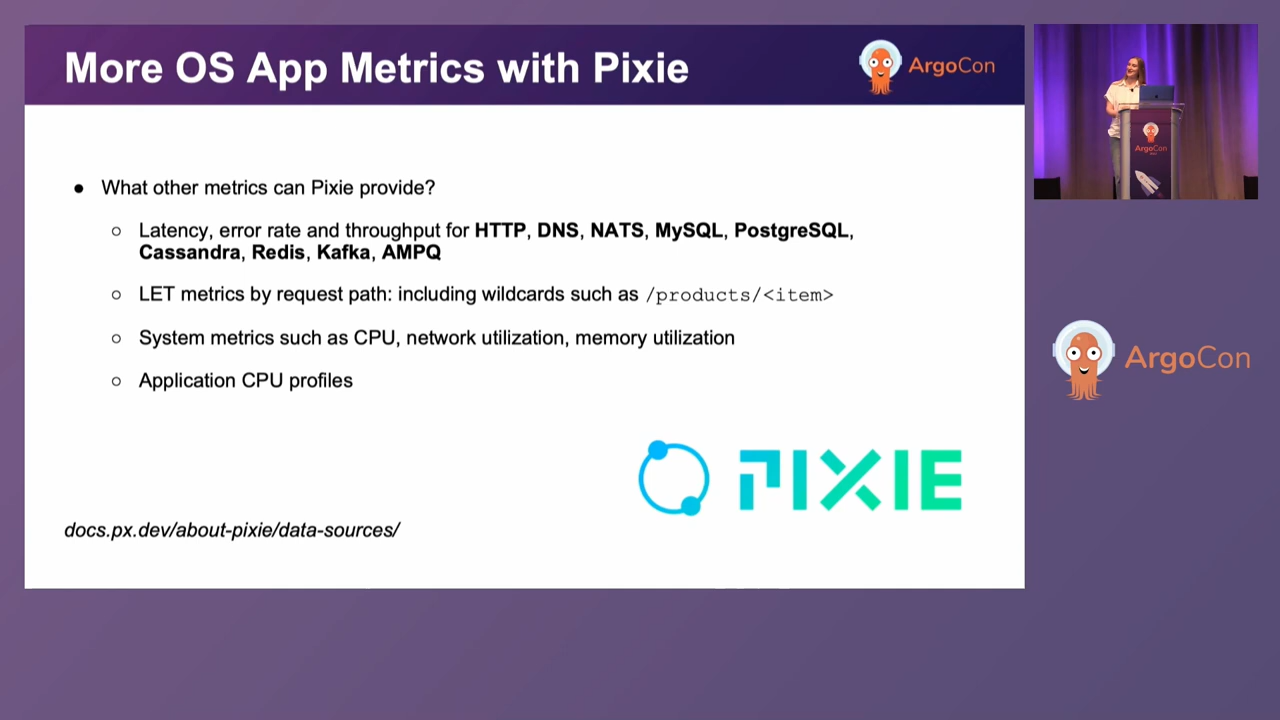 More OS App Metrics with Pixie
ArgoCon
● What other metrics can Pixie provide?
○ Latency, error rate and throughput for HTTP, DNS, NATS, MySQL, PostgreSQL,
Cassandra, Redis, Kafka, AMPQ
○ LET metrics by request path: including wildcards such as /products/<item>
○ System metrics such as CPU, network utilization, memory utilization
○ Application CPU profiles
PIXIE
docs.px.dev/about-pixie/data-sources/
ArgoCon
ArgoCon